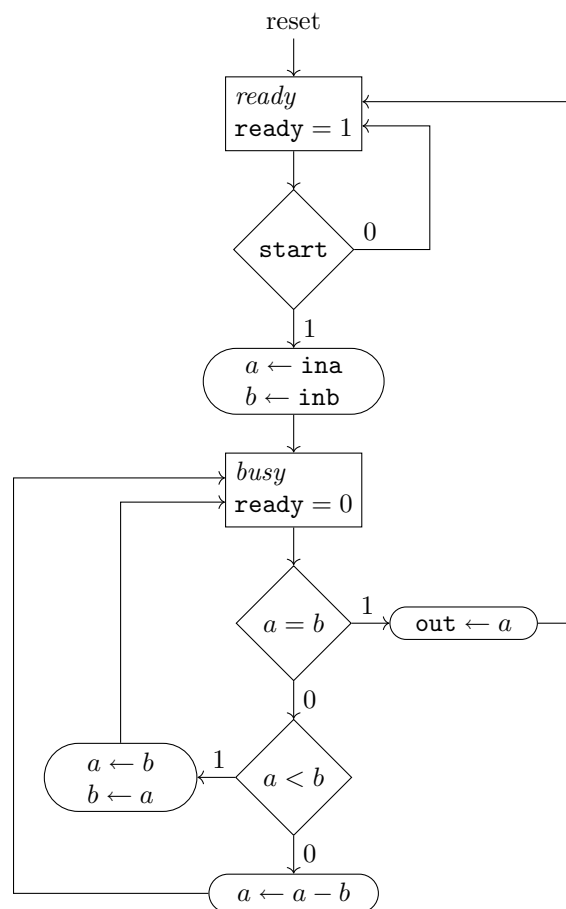 reset
ready
ready = 1
start
0
1
a ← ina
b ← inb
busy
ready = 0
a = b
1
out ← a
0
a < b
1
a ← b
b ← a
0
a ← a − b